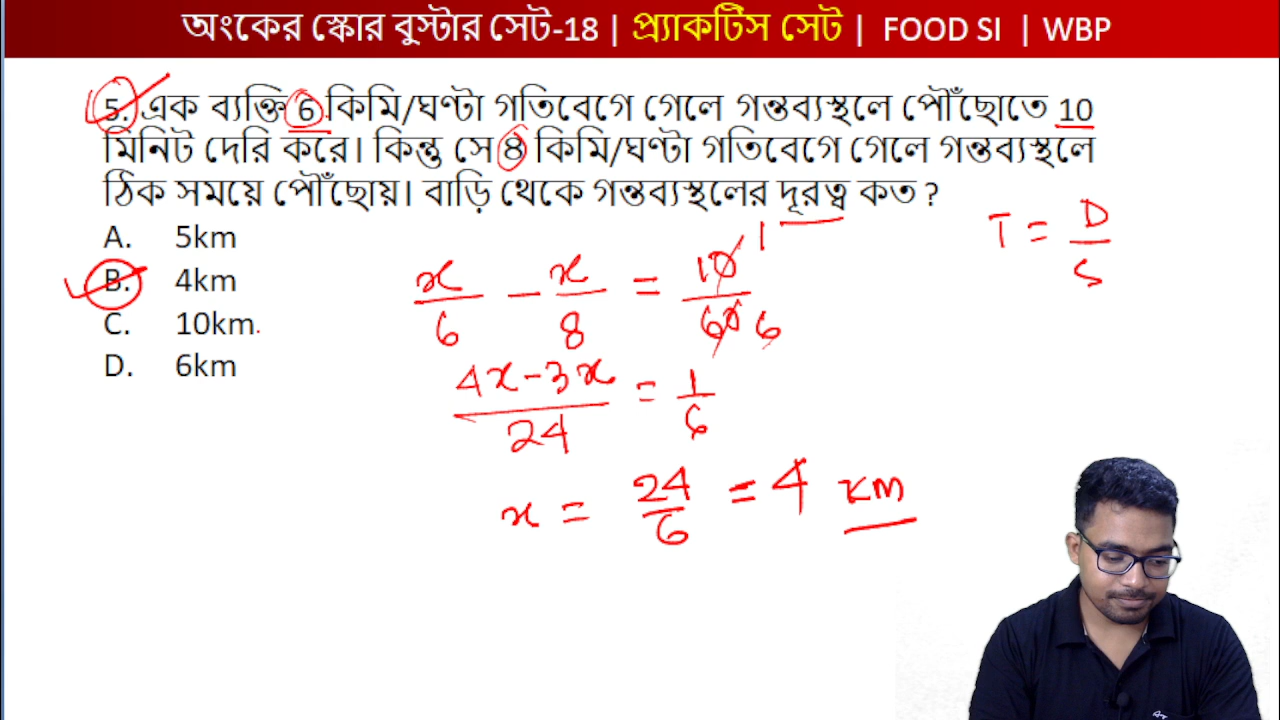 অংকের স্কোর বুস্টার সেট-18 | প্র্যাকটিস সেট | FOOD SI | WBP
5. এক ব্যক্তি 6 কিমি/ঘণ্টা গতিবেগে গেলে গন্তব্যস্থলে পৌঁছোতে 10
মিনিট দেরি করে। কিন্তু সে 8 কিমি/ঘণ্টা গতিবেগে গেলে গন্তব্যস্থলে
ঠিক সময়ে পৌঁছোয়। বাড়ি থেকে গন্তব্যস্থলের দূরত্ব কত ?
A. 5km
B. 4km
C. 10km
D. 6km
T = D/S
x/6 - x/8 = 10/60 1 6
4x-3x/24 = 1/6
x = 24/6 = 4 km